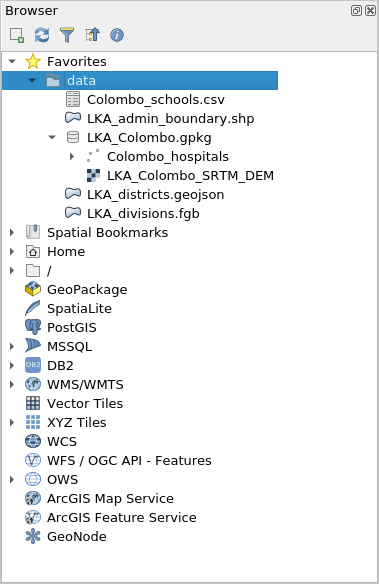 Browser
Favorites
data
Colombo_schools.csv
LKA_admin_boundary.shp
LKA_Colombo.gpkg
Colombo_hospitals
LKA_Colombo_SRTM_DEM
LKA_districts.geojson
LKA_divisions.fgb
Spatial Bookmarks
Home
/
GeoPackage
SpatiaLite
PostGIS
MSSQL
DB2 DB2
WMS/WMTS
Vector Tiles
XYZ Tiles
WCS
WFS / OGC API - Features
OWS
ArcGIS Map Service
ArcGIS Feature Service
GeoNode